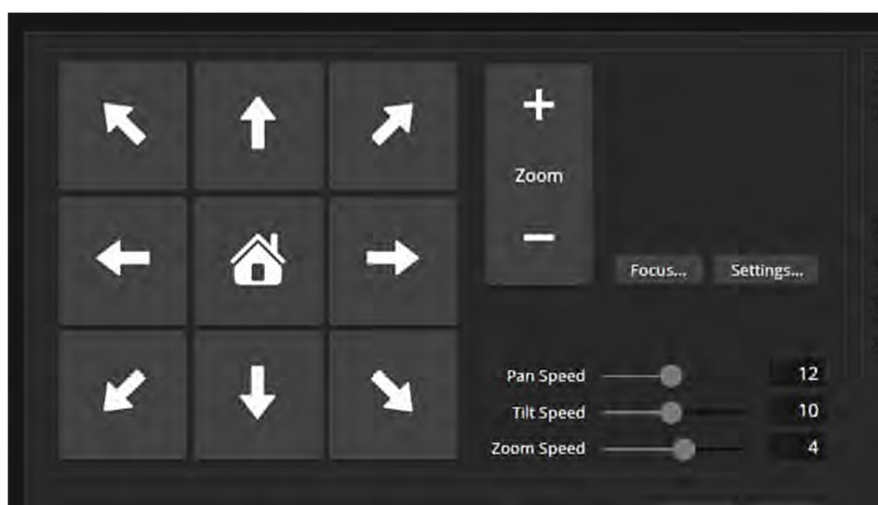 +
Zoom
−
Focus... Settings...
Pan Speed 12
Tilt Speed 10
Zoom Speed 4